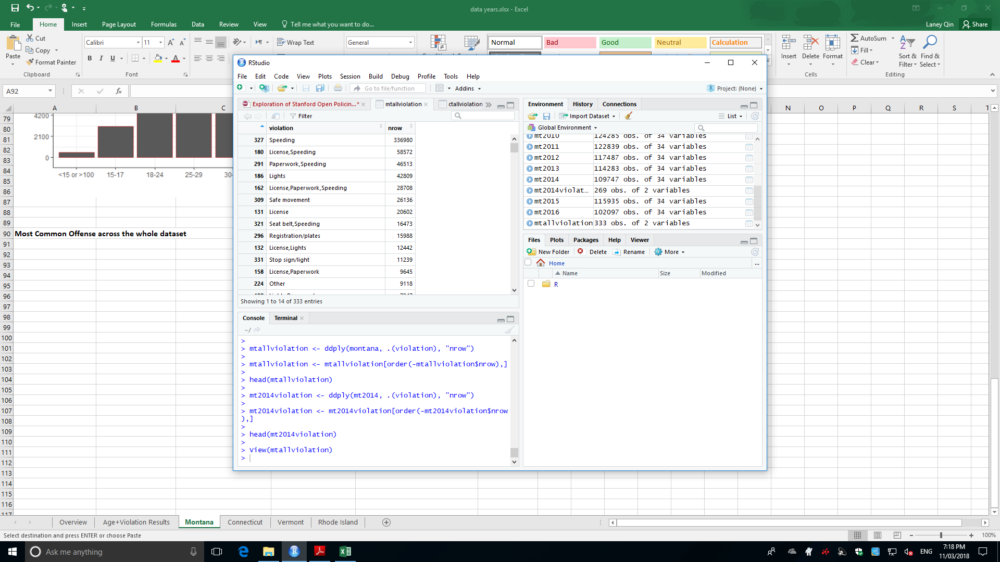 data years.xlsx - Excel
File Home Insert Page Layout Formulas Data Review View Tell me what you want to do...
Laney Qin Share
Paste Cut Copy Format Painter
Clipboard
Calibri 11
B I U
Font
Wrap Text
General
Normal Bad Good Neutral Calculation
Insert Delete Format
Cells
AutoSum Fill Clear
Sort & Filter Find & Select
Editing
A92
fx
A B C N O P Q R S
79
80
81
82
83
84
85
86
87
88
89
90 Most Common Offense across the whole dataset
91
92
93
94
95
96
97
98
99
100
101
102
103
104
105
106
107
108
109
110
111
112
113
114
115
116
117
4200
2100
0
<15 or >100 15-17 18-24 25-29 30-
RStudio
File Edit Code View Plots Session Build Debug Profile Tools Help
Go to file/function Addins Project: (None)
Exploration of Stanford Open Policin...* mtallviolation ctallviolation
Filter
violation nrow
327 Speeding 336980
180 License,Speeding 58572
291 Paperwork,Speeding 46513
186 Lights 42809
162 License,Paperwork,Speeding 28708
309 Safe movement 26136
131 License 20602
321 Seat belt,Speeding 16473
296 Registration/plates 15988
132 License,Lights 12442
331 Stop sign/light 11239
158 License,Paperwork 9645
224 Other 9118
Showing 1 to 14 of 333 entries
Console Terminal
~/
>
> mtallviolation <- ddply(montana, .(violation), "nrow")
>
> mtallviolation <- mtallviolation[order(-mtallviolation$nrow),]
>
> head(mtallviolation)
>
> mt2014violation <- ddply(mt2014, .(violation), "nrow")
>
> mt2014violation <- mt2014violation[order(-mt2014violation$nrow
),]
>
> head(mt2014violation)
>
> View(mtallviolation)
>
Environment History Connections
Import Dataset List
Global Environment
mt2010 124285 obs. of 34 variables
mt2011 122839 obs. of 34 variables
mt2012 117487 obs. of 34 variables
mt2013 114283 obs. of 34 variables
mt2014 109747 obs. of 34 variables
mt2014violat... 269 obs. of 2 variables
mt2015 115935 obs. of 34 variables
mt2016 102097 obs. of 34 variables
mtallviolation 333 obs. of 2 variables
Files Plots Packages Help Viewer
New Folder Delete Rename More
Home ...
Name Size Modified
R
Overview Age+Violation Results Montana Connecticut Vermont Rhode Island
Select destination and press ENTER or choose Paste
100%
Ask me anything
ENG
7:18 PM
11/03/2018